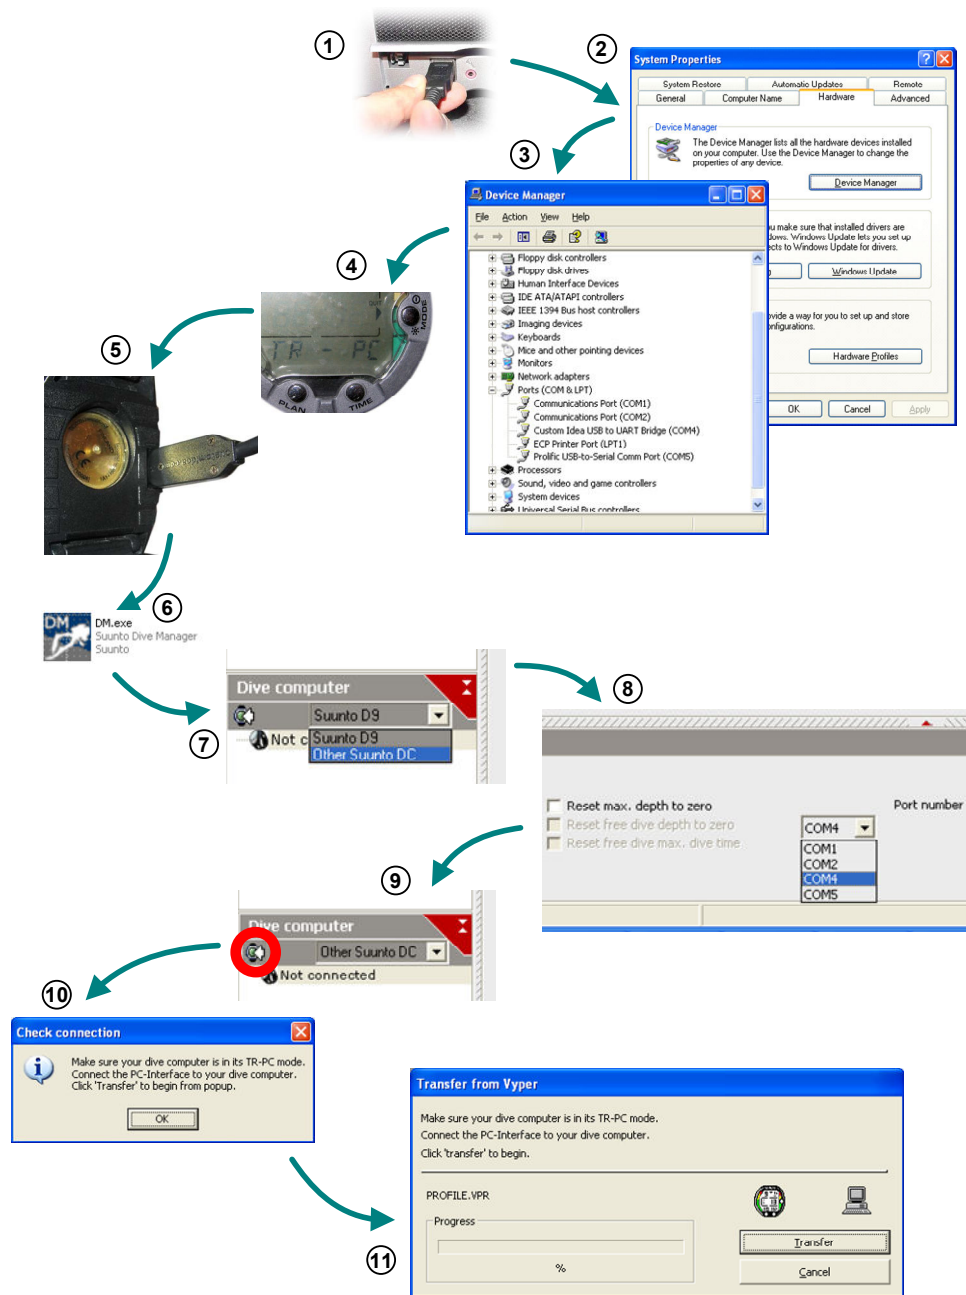 1
2
System Properties
System Restore Automatic Updates Remote
General Computer Name Hardware Advanced
Device Manager
The Device Manager lists all the hardware devices installed
on your computer. Use the Device Manager to change the
properties of any device.
Device Manager
u make sure that installed drivers are
dows. Windows Update lets you set up
ects to Windows Update for drivers.
Windows Update
ovide a way for you to set up and store
onfigurations.
Hardware Profiles
OK Cancel Apply
3
Device Manager
File Action View Help
Floppy disk controllers
Floppy disk drives
Human Interface Devices
IDE ATA/ATAPI controllers
IEEE 1394 Bus host controllers
Imaging devices
Keyboards
Mice and other pointing devices
Monitors
Network adapters
Ports (COM & LPT)
Communications Port (COM1)
Communications Port (COM2)
Custom Idea USB to UART Bridge (COM4)
ECP Printer Port (LPT1)
Prolific USB-to-Serial Comm Port (COM5)
Processors
Sound, video and game controllers
System devices
Universal Serial Bus controllers
4
QUIT
MODE
TR - PC
PLAN
TIME
5
CE
6
DM
DM.exe
Suunto Dive Manager
Suunto
7
Dive computer
Suunto D9
Not c
Suunto D9
Other Suunto DC
8
Reset max. depth to zero
Reset free dive depth to zero
Reset free dive max. dive time
Port number
COM4
COM1
COM2
COM4
COM5
9
Dive computer
Other Suunto DC
Not connected
10
Check connection
Make sure your dive computer is in its TR-PC mode.
Connect the PC-Interface to your dive computer.
Click 'Transfer' to begin from popup.
OK
11
Transfer from Vyper
Make sure your dive computer is in its TR-PC mode.
Connect the PC-Interface to your dive computer.
Click 'transfer' to begin.
PROFILE.VPR
Progress
%
Transfer
Cancel